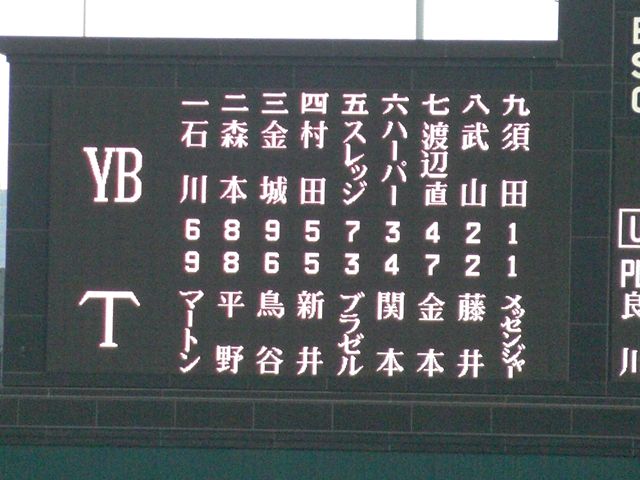 一 二 三 四 五 六 七 八 九
YB 石川 森本 金城 村田 スレッジ ハーパー 渡辺直 武山 須田
6 8 9 5 7 3 4 2 1
9 8 6 5 3 4 7 2 1
T マートン 平野 鳥谷 新井 ブラゼル 関本 金本 藤井 メッセンジャー